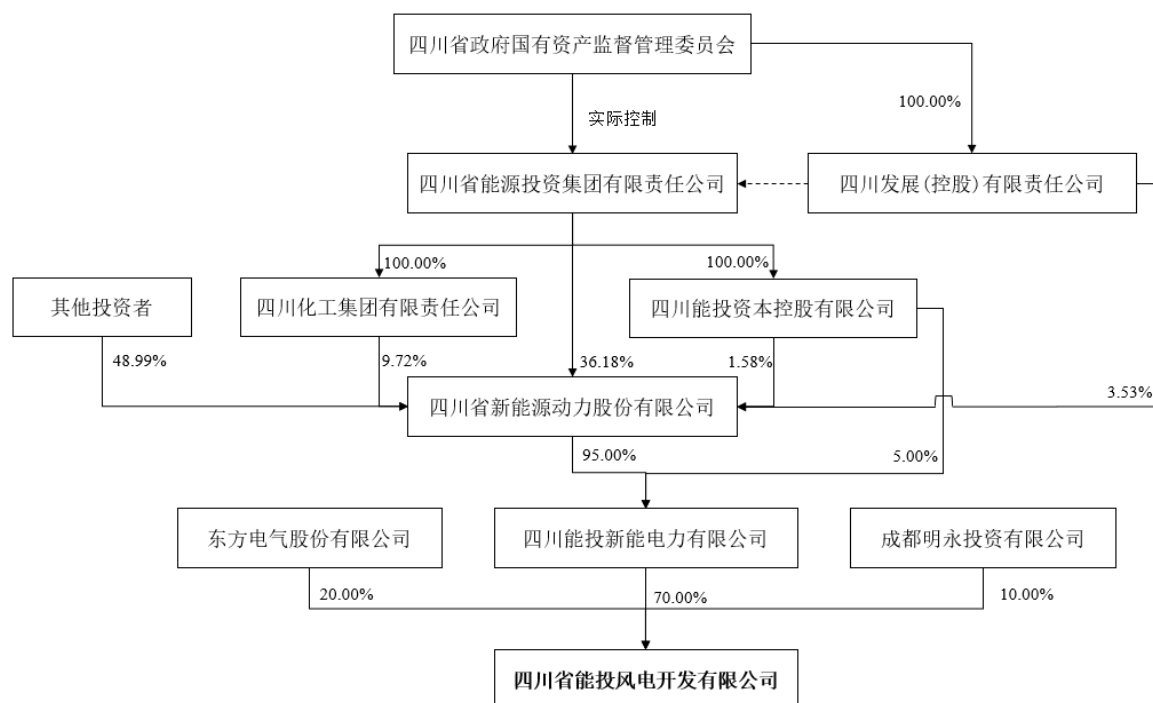 四川省政府国有资产监督管理委员会
100.00%
实际控制
四川省能源投资集团有限责任公司
四川发展(控股)有限责任公司
100.00%
100.00%
其他投资者
四川化工集团有限责任公司
四川能投资本控股有限公司
48.99%
9.72%
36.18%
1.58%
3.53%
四川省新能源动力股份有限公司
95.00%
5.00%
东方电气股份有限公司
四川能投新能电力有限公司
成都明永投资有限公司
20.00%
70.00%
10.00%
四川省能投风电开发有限公司